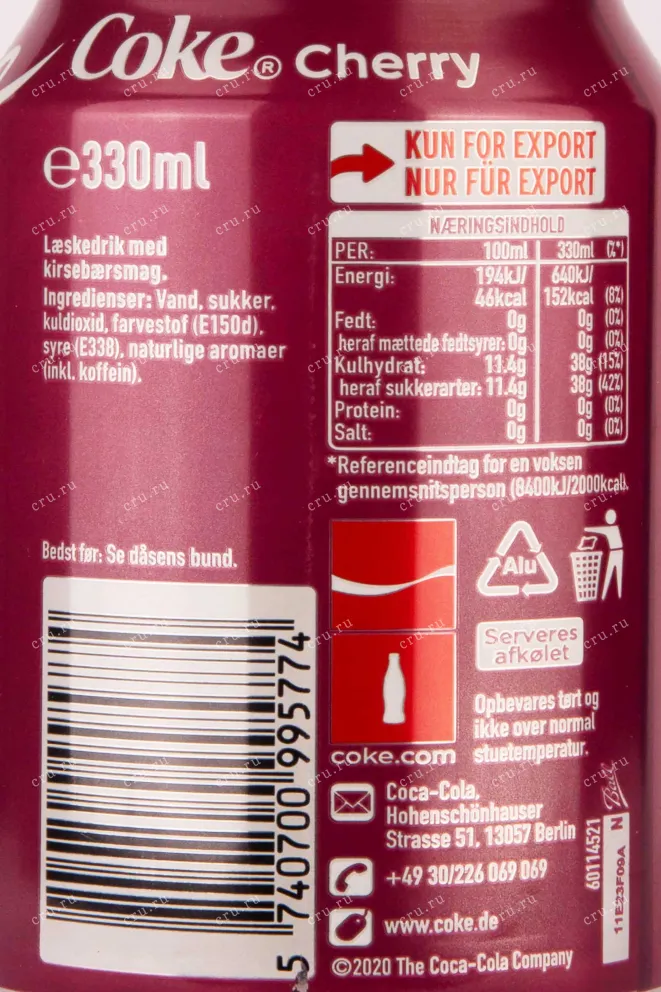 Coke® Cherry
℮330ml
Læskedrik med
kirsebærsmag.
Ingredienser: Vand, sukker,
kuldioxid, farvestof (E150d),
syre (E338), naturlige aromaer
(inkl. koffein).
Bedst før: Se dåsens bund.
5 740700 995774
KUN FOR EXPORT
NUR FÜR EXPORT
NÆRINGSINDHOLD
PER: 100ml 330ml (%*)
Energi: 194kJ/ 640kJ/
46kcal 152kcal (8%)
Fedt: 0g 0g (0%)
heraf mættede fedtsyrer: 0g 0g (0%)
Kulhydrat: 11.4g 38g (15%)
heraf sukkerarter: 11.4g 38g (42%)
Protein: 0g 0g (0%)
Salt: 0g 0g (0%)
*Referenceindtag for en voksen
gennemsnitsperson (8400kJ/2000kcal).
Alu
Serveres
afkølet
coke.com
Opbevares tørt og
ikke over normal
stuetemperatur.
Coca-Cola,
Hohenschönhauser
Strasse 51, 13057 Berlin
+49 30/226 069 069
www.coke.de
©2020 The Coca-Cola Company
60114521
11E23F09A N
cru.ru